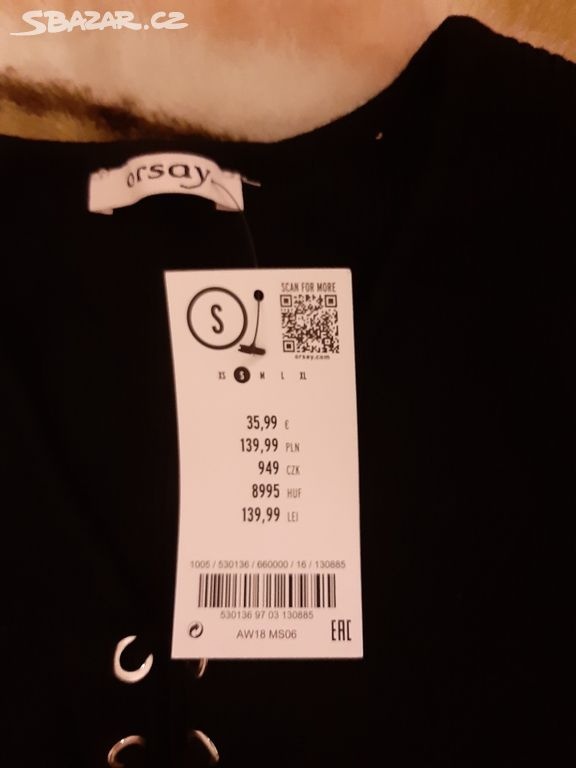 SBAZAR.CZ
orsay
SCAN FOR MORE
S
orsay.com
XS S M L XL
35,99 €
139,99 PLN
949 CZK
8995 HUF
139,99 LEI
1005 / 530136 / 660000 / 16 / 130885
530136 97 03 130885
AW18 MS06
EAC